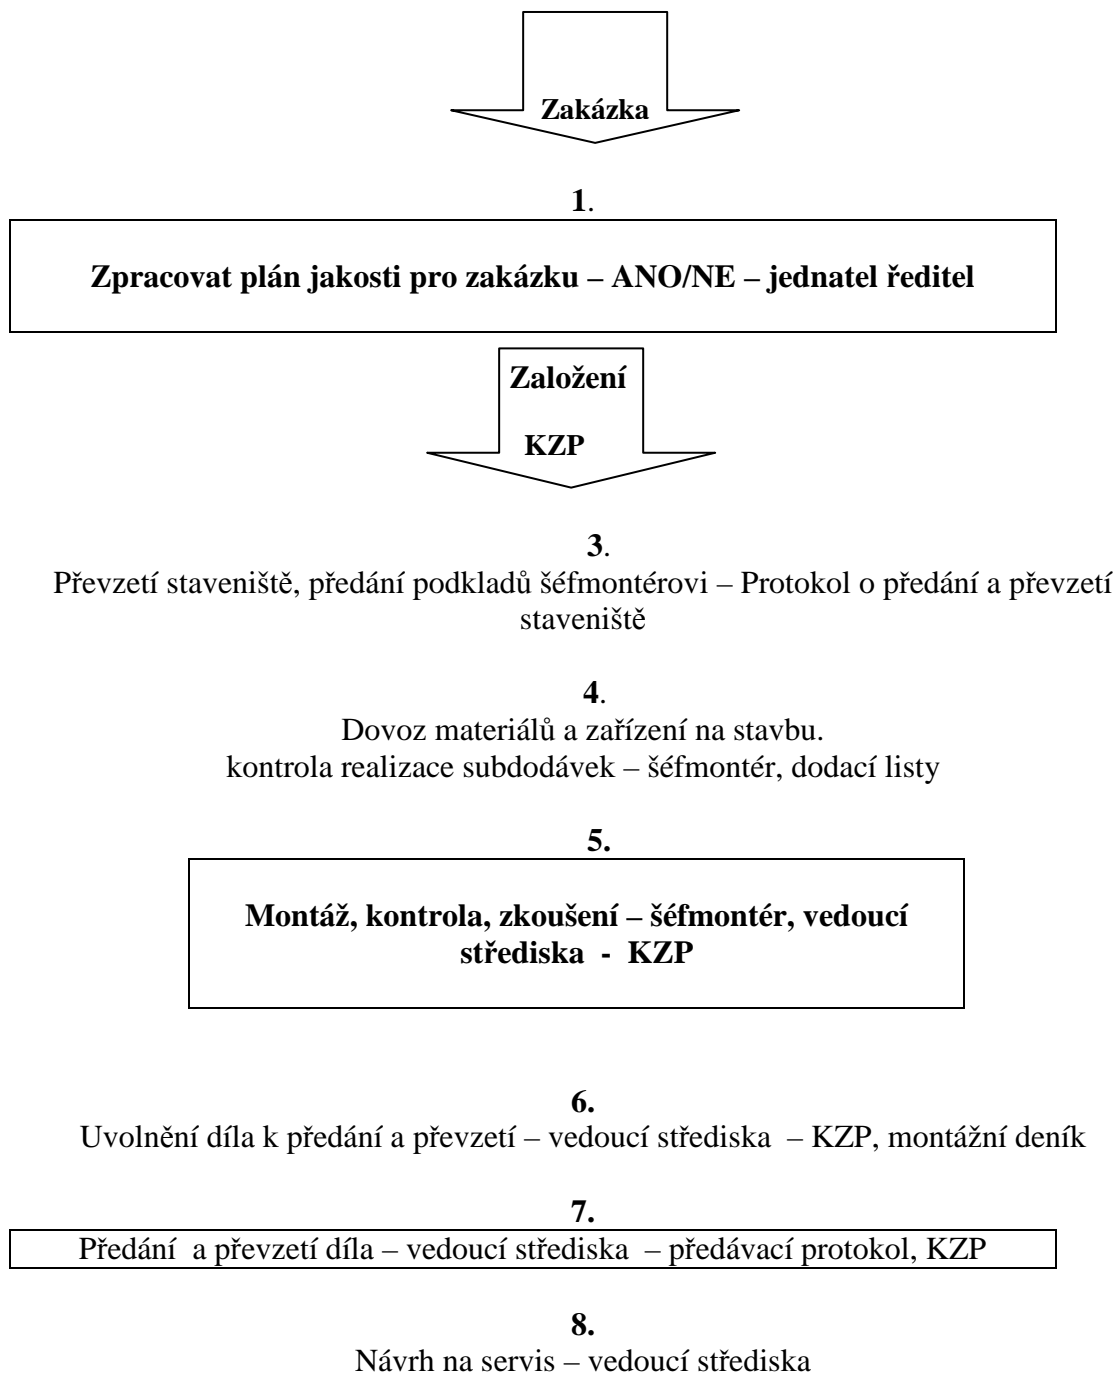 Zakázka
1.
Zpracovat plán jakosti pro zakázku – ANO/NE – jednatel ředitel
Založení
KZP
3.
Převzetí staveniště, předání podkladů šéfmontérovi – Protokol o předání a převzetí
staveniště
4.
Dovoz materiálů a zařízení na stavbu.
kontrola realizace subdodávek – šéfmontér, dodací listy
5.
Montáž, kontrola, zkoušení – šéfmontér, vedoucí
střediska - KZP
6.
Uvolnění díla k předání a převzetí – vedoucí střediska – KZP, montážní deník
7.
Předání a převzetí díla – vedoucí střediska – předávací protokol, KZP
8.
Návrh na servis – vedoucí střediska